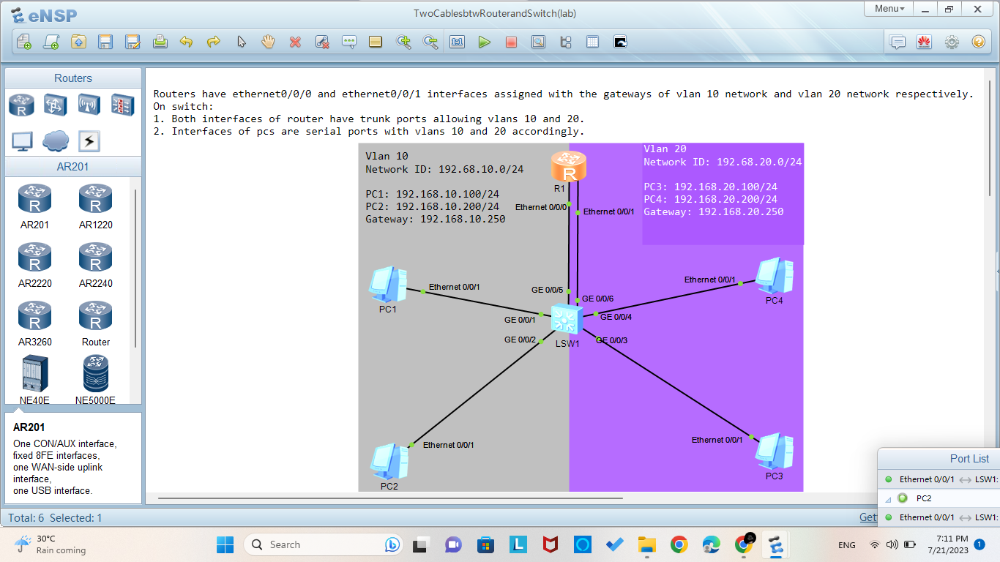 eNSP
TwoCablesbtwRouterandSwitch(lab)
Menu
Routers
AR201
AR201
AR1220
AR2220
AR2240
AR3260
Router
NE40E
NE5000E
AR201
One CON/AUX interface,
fixed 8FE interfaces,
one WAN-side uplink
interface,
one USB interface.
Routers have ethernet0/0/0 and ethernet0/0/1 interfaces assigned with the gateways of vlan 10 network and vlan 20 network respectively.
On switch:
1. Both interfaces of router have trunk ports allowing vlans 10 and 20.
2. Interfaces of pcs are serial ports with vlans 10 and 20 accordingly.
Vlan 10
Network ID: 192.68.10.0/24
PC1: 192.168.10.100/24
PC2: 192.168.10.200/24
Gateway: 192.168.10.250
Vlan 20
Network ID: 192.68.20.0/24
PC3: 192.168.20.100/24
PC4: 192.168.20.200/24
Gateway: 192.168.20.250
R
R1
Ethernet 0/0/0
Ethernet 0/0/1
PC1
Ethernet 0/0/1
GE 0/0/5
GE 0/0/6
Ethernet 0/0/1
PC4
GE 0/0/1
GE 0/0/4
GE 0/0/2
GE 0/0/3
LSW1
Ethernet 0/0/1
PC2
Ethernet 0/0/1
PC3
Port List
Ethernet 0/0/1 LSW1:
PC2
Ethernet 0/0/1 LSW1:
Total: 6 Selected: 1
Get
30°C
Rain coming
Search
ENG
7:11 PM
7/21/2023
1